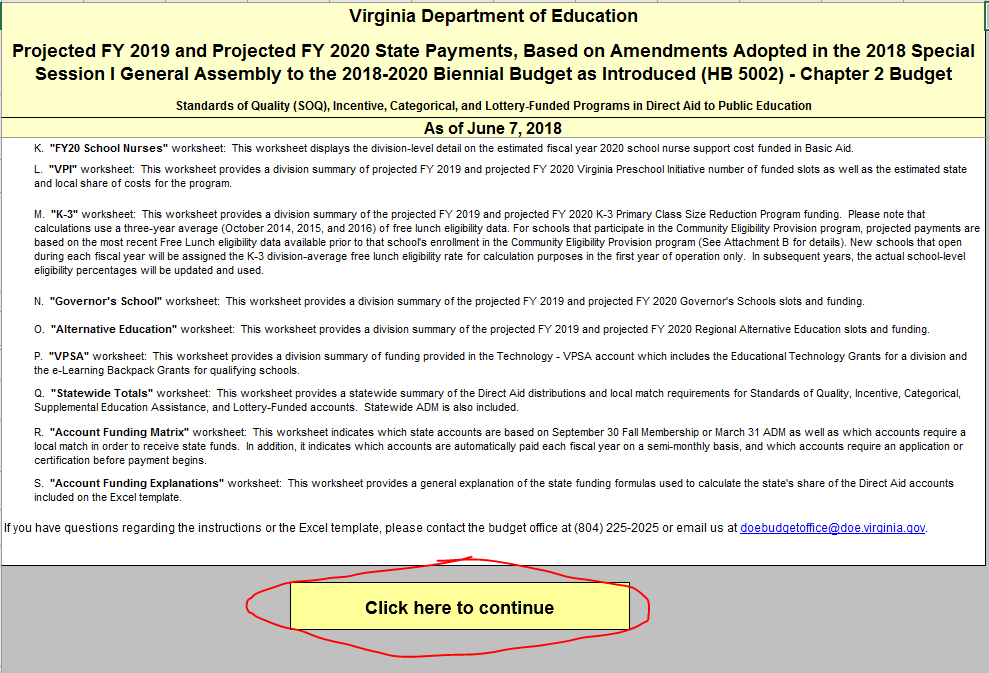 Virginia Department of Education
Projected FY 2019 and Projected FY 2020 State Payments, Based on Amendments Adopted in the 2018 Special
Session I General Assembly to the 2018-2020 Biennial Budget as Introduced (HB 5002) - Chapter 2 Budget
Standards of Quality (SOQ), Incentive, Categorical, and Lottery-Funded Programs in Direct Aid to Public Education
As of June 7, 2018
K. "FY20 School Nurses" worksheet: This worksheet displays the division-level detail on the estimated fiscal year 2020 school nurse support cost funded in Basic Aid.
L. "VPI" worksheet: This worksheet provides a division summary of projected FY 2019 and projected FY 2020 Virginia Preschool Initiative number of funded slots as well as the estimated state
and local share of costs for the program.
M. "K-3" worksheet: This worksheet provides a division summary of the projected FY 2019 and projected FY 2020 K-3 Primary Class Size Reduction Program funding. Please note that
calculations use a three-year average (October 2014, 2015, and 2016) of free lunch eligibility data. For schools that participate in the Community Eligibility Provision program, projected payments are
based on the most recent Free Lunch eligibility data available prior to that school's enrollment in the Community Eligibility Provision program (See Attachment B for details). New schools that open
during each fiscal year will be assigned the K-3 division-average free lunch eligibility rate for calculation purposes in the first year of operation only. In subsequent years, the actual school-level
eligibility percentages will be updated and used.
N. "Governor's School" worksheet: This worksheet provides a division summary of the projected FY 2019 and projected FY 2020 Governor's Schools slots and funding.
O. "Alternative Education" worksheet: This worksheet provides a division summary of the projected FY 2019 and projected FY 2020 Regional Alternative Education slots and funding.
P. "VPSA" worksheet: This worksheet provides a division summary of funding provided in the Technology - VPSA account which includes the Educational Technology Grants for a division and
the e-Learning Backpack Grants for qualifying schools.
Q. "Statewide Totals" worksheet: This worksheet provides a statewide summary of the Direct Aid distributions and local match requirements for Standards of Quality, Incentive, Categorical,
Supplemental Education Assistance, and Lottery-Funded accounts. Statewide ADM is also included.
R. "Account Funding Matrix" worksheet: This worksheet indicates which state accounts are based on September 30 Fall Membership or March 31 ADM as well as which accounts require a
local match in order to receive state funds. In addition, it indicates which accounts are automatically paid each fiscal year on a semi-monthly basis, and which accounts require an application or
certification before payment begins.
S. "Account Funding Explanations" worksheet: This worksheet provides a general explanation of the state funding formulas used to calculate the state's share of the Direct Aid accounts
included on the Excel template.
If you have questions regarding the instructions or the Excel template, please contact the budget office at (804) 225-2025 or email us at doebudgetoffice@doe.virginia.gov.
Click here to continue